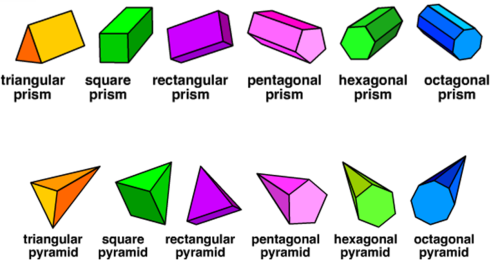 triangular square rectangular pentagonal hexagonal octagonal
prism prism prism prism prism prism
triangular square rectangular pentagonal hexagonal octagonal
pyramid pyramid pyramid pyramid pyramid pyramid